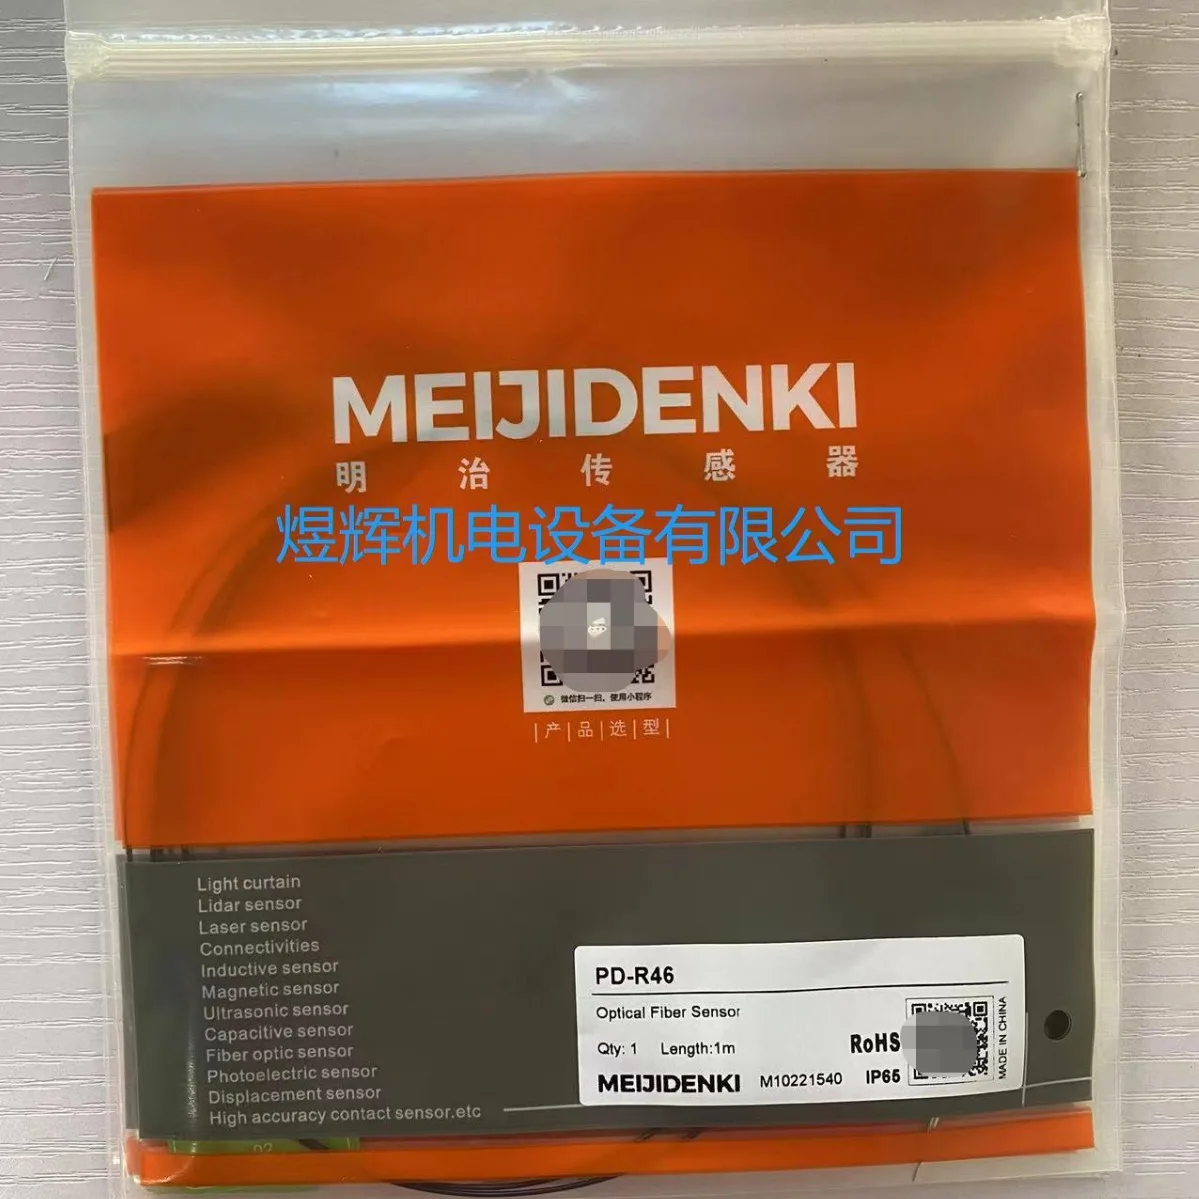 MEIJIDENKI
明治传感器
煜辉机电设备有限公司
微信扫一扫，使用小程序
|产|品|选|型|
Light curtain
Lidar sensor
Laser sensor
Connectivities
Inductive sensor
Magnetic sensor
Ultrasonic sensor
Capacitive sensor
Fiber optic sensor
Photoelectric sensor
Displacement sensor
High accuracy contact sensor,etc
PD-R46
Optical Fiber Sensor
Qty: 1 Length:1m
RoHS
MEIJIDENKI M10221540 IP65
MADE IN CHINA
02